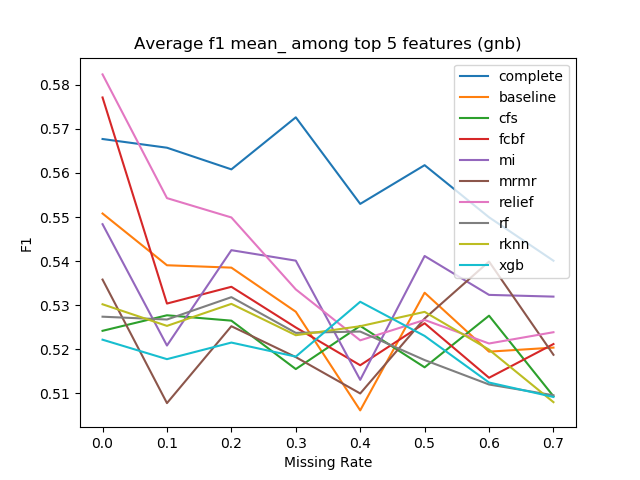 Average f1 mean_ among top 5 features (gnb)
complete
baseline
cfs
fcbf
mi
mrmr
relief
rf
rknn
xgb
F1
0.58
0.57
0.56
0.55
0.54
0.53
0.52
0.51
0.0 0.1 0.2 0.3 0.4 0.5 0.6 0.7
Missing Rate